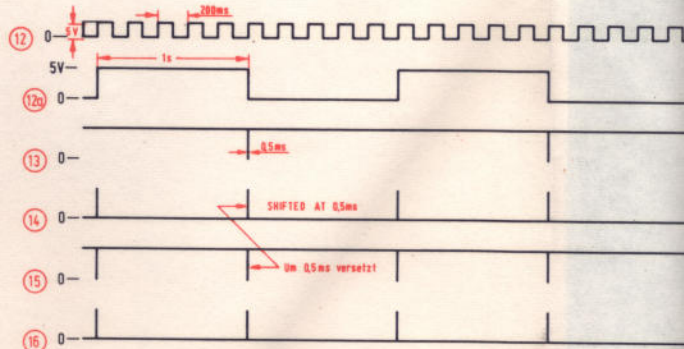 200ms
12 0 5V
1s
5V
12a 0
13 0 0,5ms
SHIFTED AT 0,5ms
14 0
15 0 Um 0,5ms versetzt
16 0